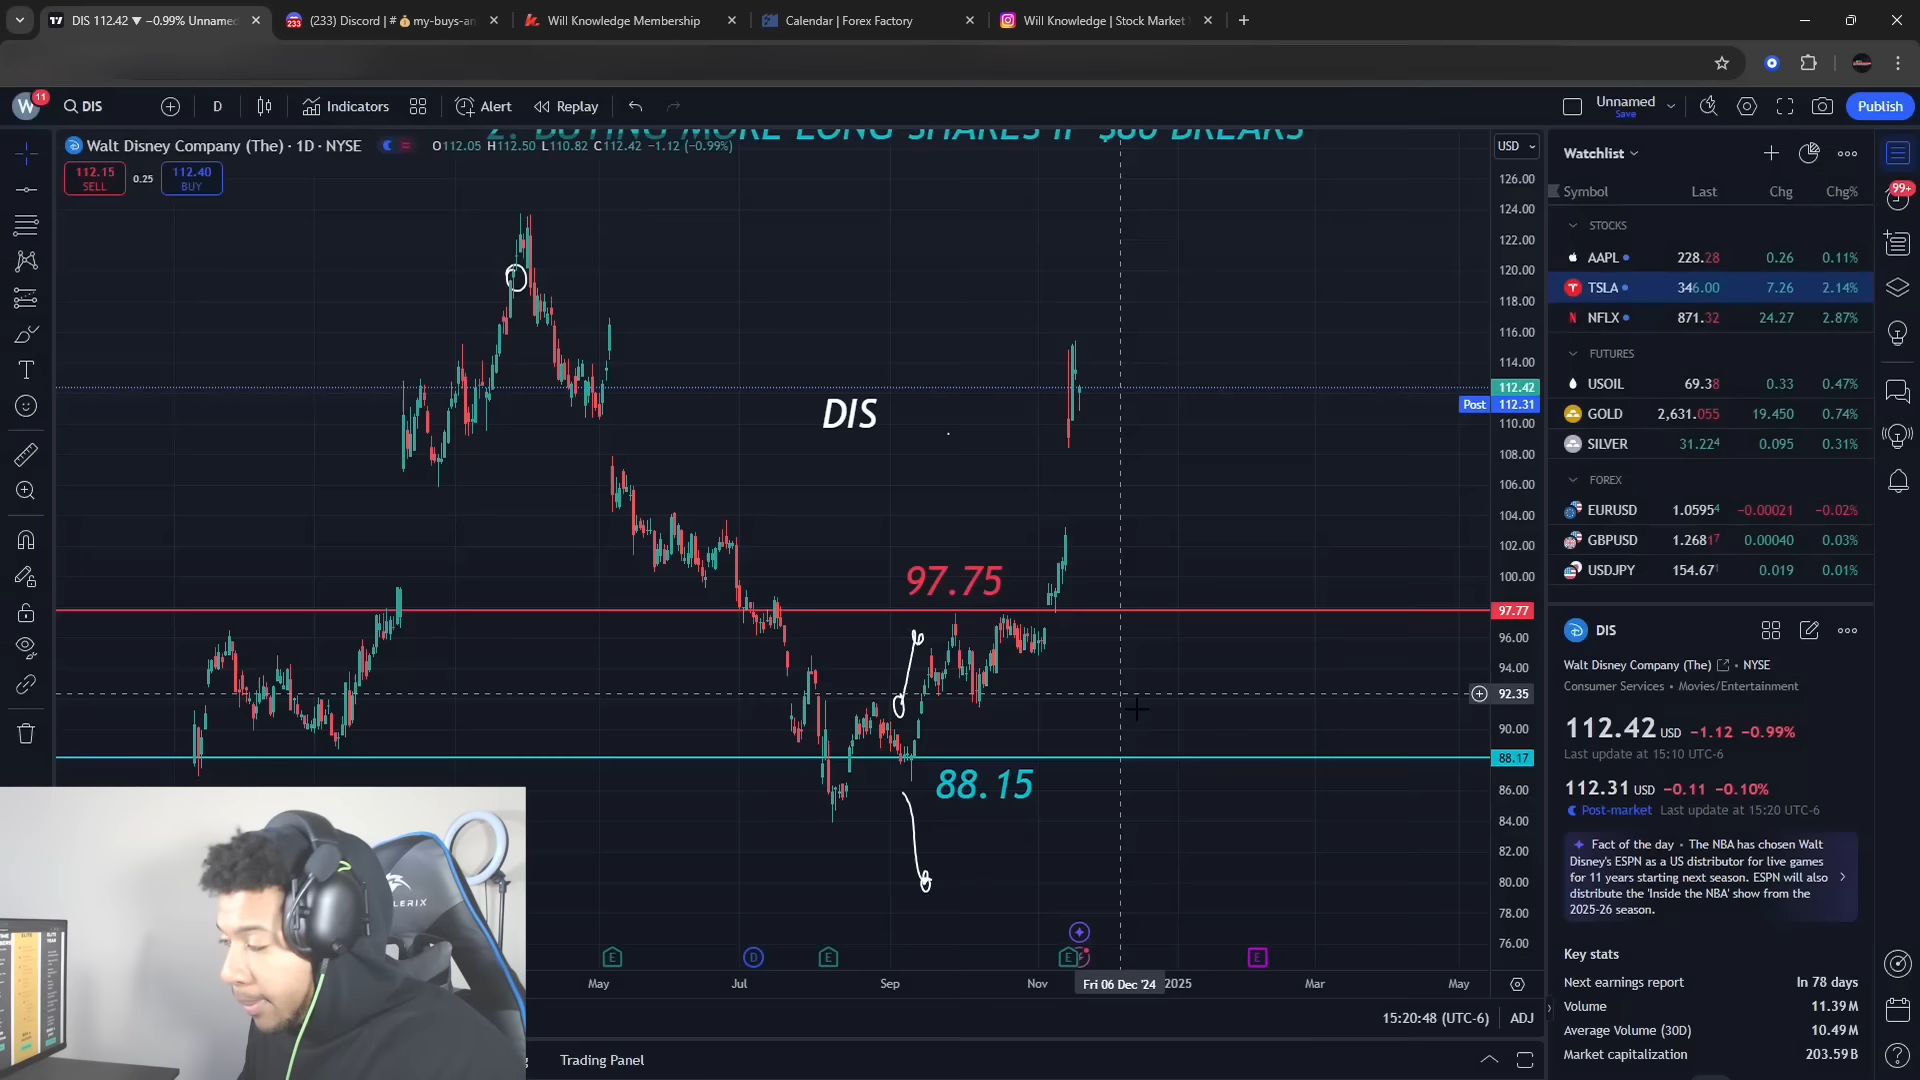 DIS 112.42 ▼ −0.99% Unnamed
(233) Discord | # 💰 my-buys-an
Will Knowledge Membership
Calendar | Forex Factory
Will Knowledge | Stock Market
W 11
DIS
D
Indicators
Alert
Replay
Unnamed
Save
Publish
2. BUYING MORE LONG SHARES IF $80 BREAKS
Walt Disney Company (The) · 1D · NYSE
O112.05 H112.50 L110.82 C112.42 −1.12 (−0.99%)
112.15
SELL
0.25
112.40
BUY
USD
126.00
124.00
122.00
120.00
118.00
116.00
114.00
112.42
Post 112.31
110.00
108.00
106.00
104.00
102.00
100.00
97.77
96.00
94.00
92.35
90.00
88.17
86.00
84.00
82.00
80.00
78.00
76.00
DIS
97.75
88.15
E
D
E
E
E
May
Jul
Sep
Nov
Fri 06 Dec '24
2025
Mar
May
15:20:48 (UTC-6)
ADJ
Trading Panel
Watchlist
Symbol Last Chg Chg%
STOCKS
AAPL 228.28 0.26 0.11%
TSLA 346.00 7.26 2.14%
NFLX 871.32 24.27 2.87%
FUTURES
USOIL 69.38 0.33 0.47%
GOLD 2,631.055 19.450 0.74%
SILVER 31.224 0.095 0.31%
FOREX
EURUSD 1.05954 −0.00021 −0.02%
GBPUSD 1.26817 0.00040 0.03%
USDJPY 154.671 0.019 0.01%
99+
DIS
Walt Disney Company (The) • NYSE
Consumer Services • Movies/Entertainment
112.42 USD −1.12 −0.99%
Last update at 15:10 UTC-6
112.31 USD −0.11 −0.10%
Post-market Last update at 15:20 UTC-6
Fact of the day • The NBA has chosen Walt
Disney's ESPN as a US distributor for live games
for 11 years starting next season. ESPN will also
distribute the 'Inside the NBA' show from the
2025-26 season.
Key stats
Next earnings report In 78 days
Volume 11.39 M
Average Volume (30D) 10.49 M
Market capitalization 203.59 B